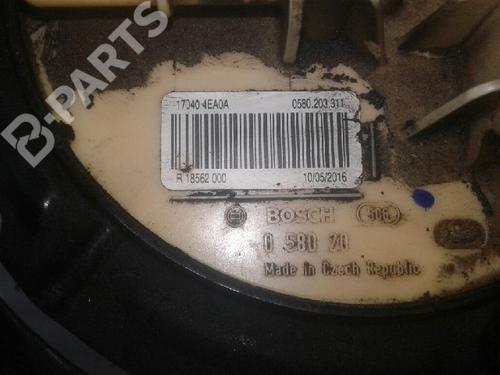 B-PARTS
17040 4EA0A 0580.203.311
R 18562 000 10/05/2016
BOSCH 506
0 580 20
Made in Czech Republic